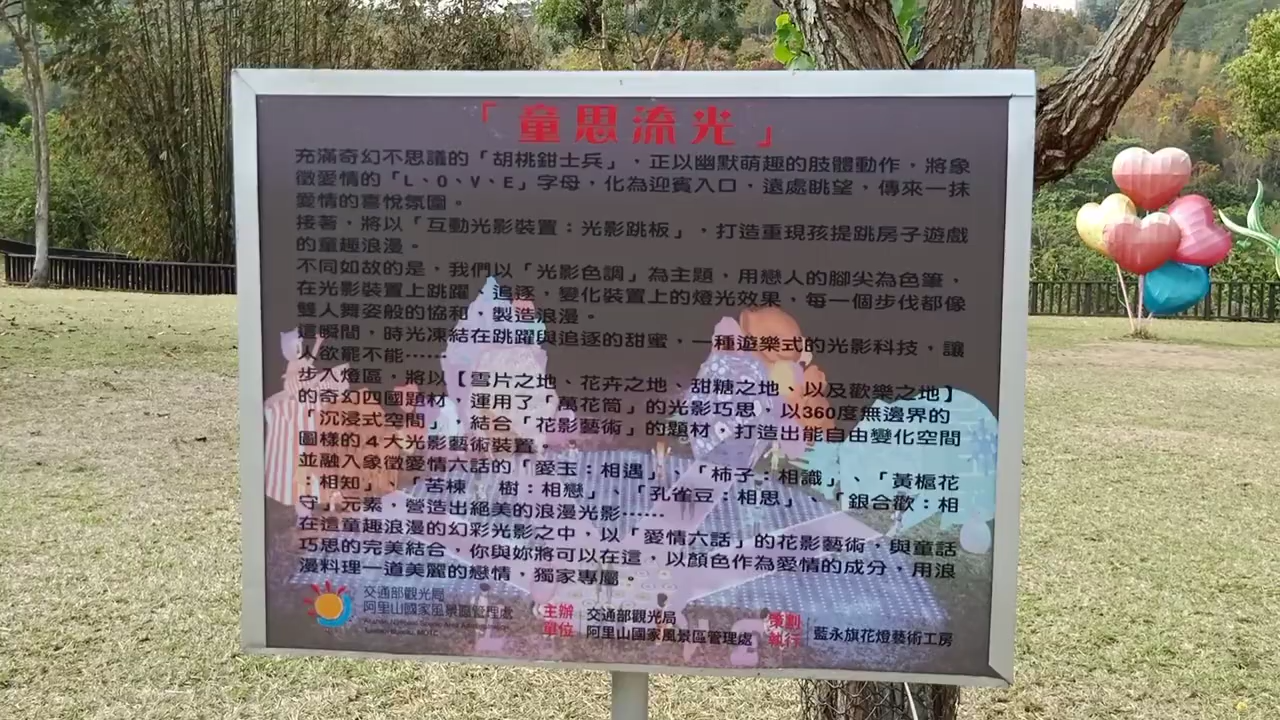 「童思流光」
充滿奇幻不思議的「胡桃鉗士兵」，正以幽默萌趣的肢體動作，將象
徵愛情的「L、O、V、E」字母，化為迎賓入口，遠處眺望，傳來一抹
愛情的喜悅氛圍。
接著，將以「互動光影裝置：光影跳板」，打造重現孩提跳房子遊戲
的童趣浪漫。
不同如故的是，我們以「光影色調」為主題，用戀人的腳尖為色筆，
在光影裝置上跳躍、追逐，變化裝置上的燈光效果，每一個步伐都像
雙人舞姿般的協和，製造浪漫。
這瞬間，時光凍結在跳躍與追逐的甜蜜，一種遊樂式的光影科技，讓
人欲罷不能……
步入燈區，將以【雪片之地、花卉之地、甜糖之地、以及歡樂之地】
的奇幻四國題材，運用了「萬花筒」的光影巧思，以360度無邊界的
「沉浸式空間」，結合「花影藝術」的題材，打造出能自由變化空間
圖樣的４大光影藝術裝置
並融入象徵愛情六話的「愛玉：相遇」、「柿子：相識」、「黃槴花
：相知」、「苦楝　樹：相戀」、「孔雀豆：相思」、「銀合歡：相
守」元素，營造出絕美的浪漫光影……
在這童趣浪漫的幻彩光影之中，以「愛情六話」的花影藝術，與童話
巧思的完美結合，你與妳將可以在這，以顏色作為愛情的成分，用浪
漫料理一道美麗的戀情，獨家專屬。
交通部觀光局
阿里山國家風景區管理處
主辦
單位
交通部觀光局
阿里山國家風景區管理處
策劃
執行
藍永旗花燈藝術工房